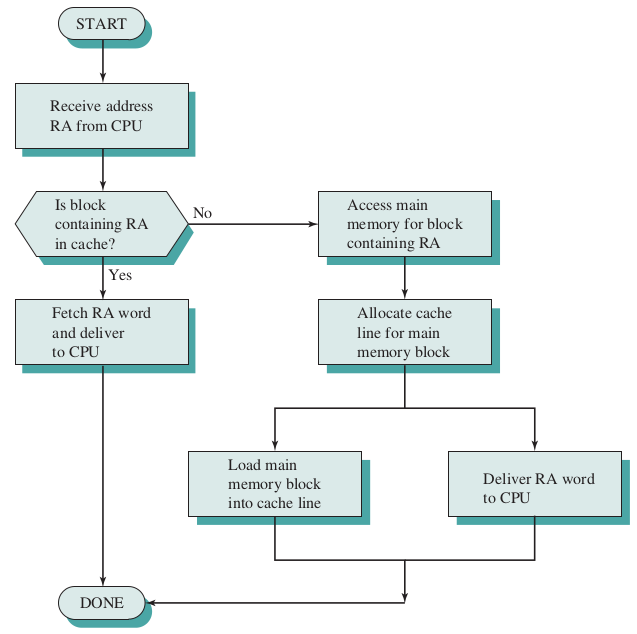 START
Receive address
RA from CPU
Is block
containing RA
in cache?
No
Access main
memory for block
containing RA
Yes
Fetch RA word
and deliver
to CPU
Allocate cache
line for main
memory block
Load main
memory block
into cache line
Deliver RA word
to CPU
DONE